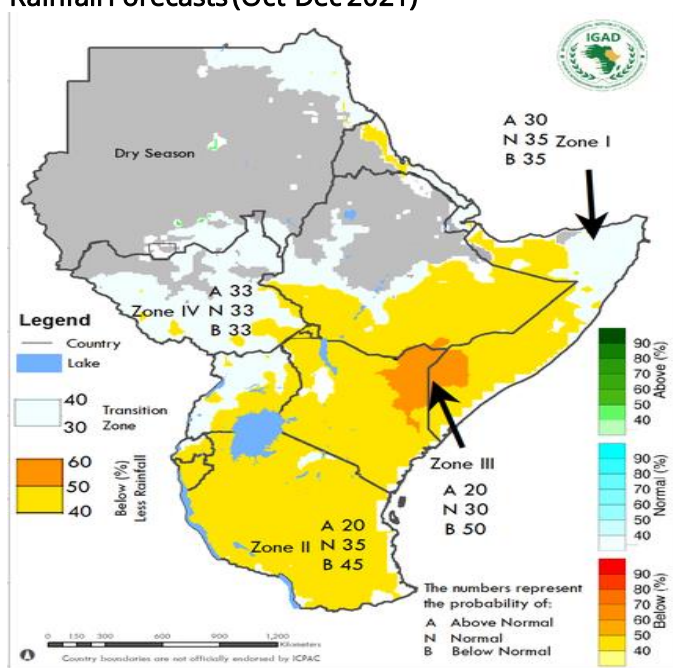 Rainfall Forecasts (Oct-Dec 2021)
IGAD
A 30
N 35 Zone I
B 35
Dry Season
A 33
Zone IV N 33
B 33
Legend
Country
Lake
40
30
Transition
Zone
60
50
40
Below (%)
Less Rainfall
Zone III
A 20
N 30
B 50
A 20
Zone II N 35
B 45
90
80
70
60
50
40
Above (%)
90
80
70
60
50
40
Normal (%)
90
80
70
60
50
40
Below (%)
The numbers represent
the probability of:
A Above Normal
N Normal
B Below Normal
0 150 300 600 900 1,200
Kilometers
Country boundaries are not officially endorsed by ICPAC